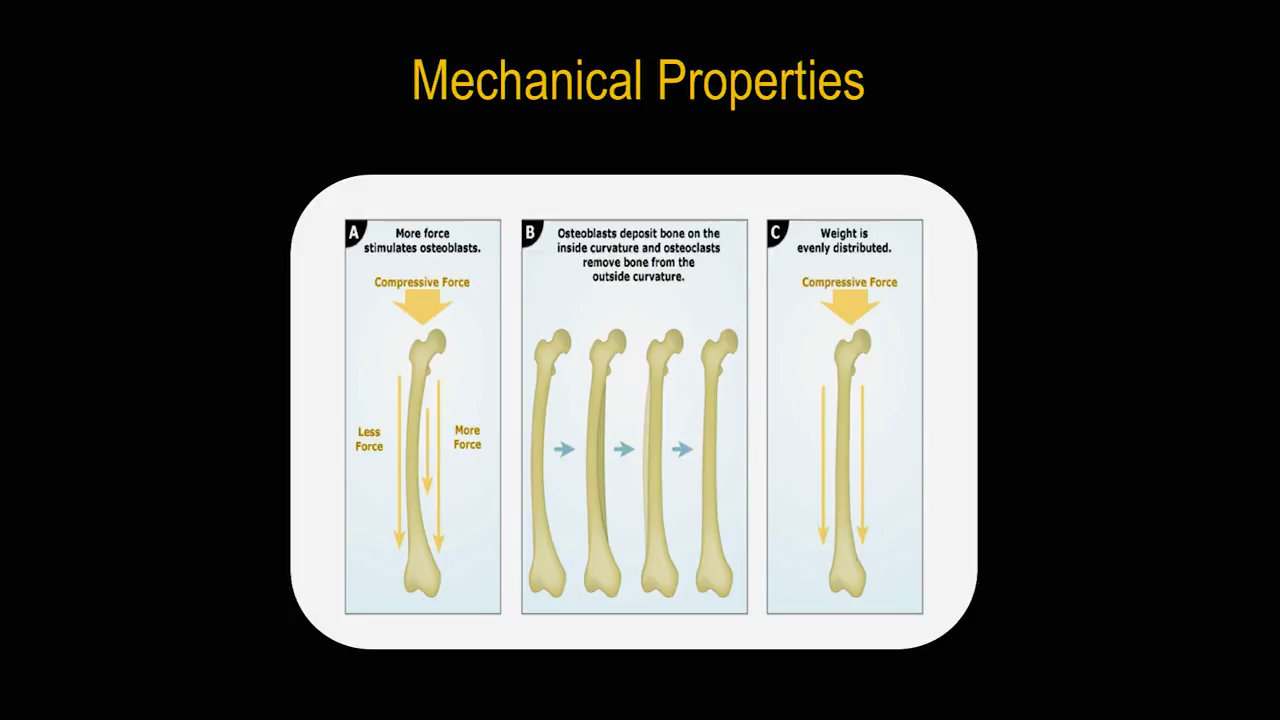 Mechanical Properties
A
More force
stimulates osteoblasts.
Compressive Force
Less
Force
More
Force
B
Osteoblasts deposit bone on the
inside curvature and osteoclasts
remove bone from the
outside curvature.
C
Weight is
evenly distributed.
Compressive Force